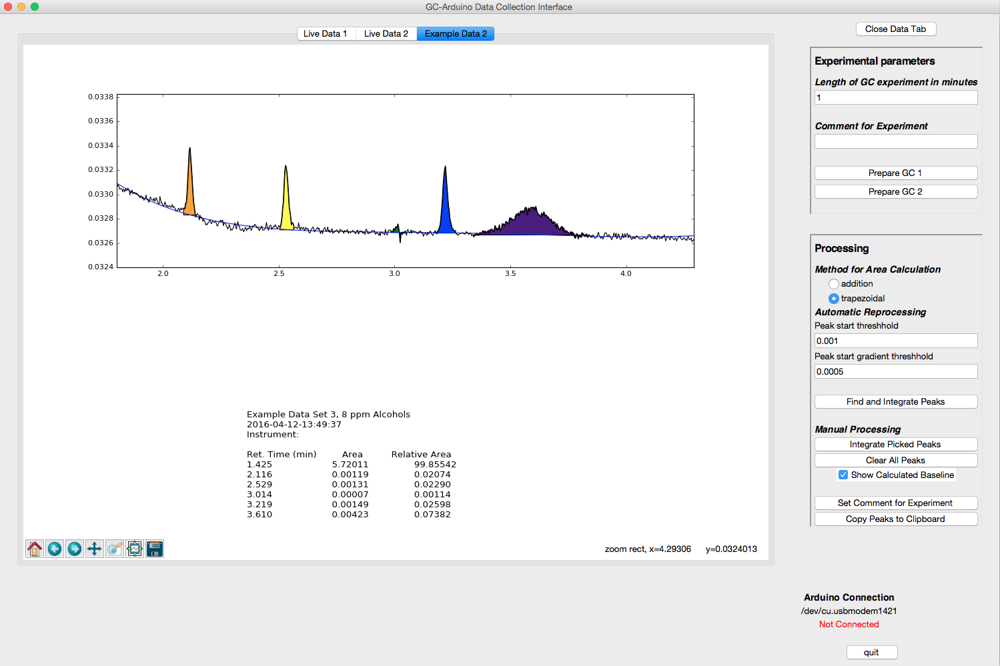 GC-Arduino Data Collection Interface
Live Data 1 Live Data 2 Example Data 2
Close Data Tab
0.0338
0.0336
0.0334
0.0332
0.0330
0.0328
0.0326
0.0324
2.0 2.5 3.0 3.5 4.0
Example Data Set 3, 8 ppm Alcohols
2016-04-12-13:49:37
Instrument:
Ret. Time (min) Area Relative Area
1.425 5.72011 99.85542
2.116 0.00119 0.02074
2.529 0.00131 0.02290
3.014 0.00007 0.00114
3.219 0.00149 0.02598
3.610 0.00423 0.07382
zoom rect, x=4.29306 y=0.0324013
Experimental parameters
Length of GC experiment in minutes
1
Comment for Experiment
Prepare GC 1
Prepare GC 2
Processing
Method for Area Calculation
addition
trapezoidal
Automatic Reprocessing
Peak start threshhold
0.001
Peak start gradient threshhold
0.0005
Find and Integrate Peaks
Manual Processing
Integrate Picked Peaks
Clear All Peaks
Show Calculated Baseline
Set Comment for Experiment
Copy Peaks to Clipboard
Arduino Connection
/dev/cu.usbmodem1421
Not Connected
quit